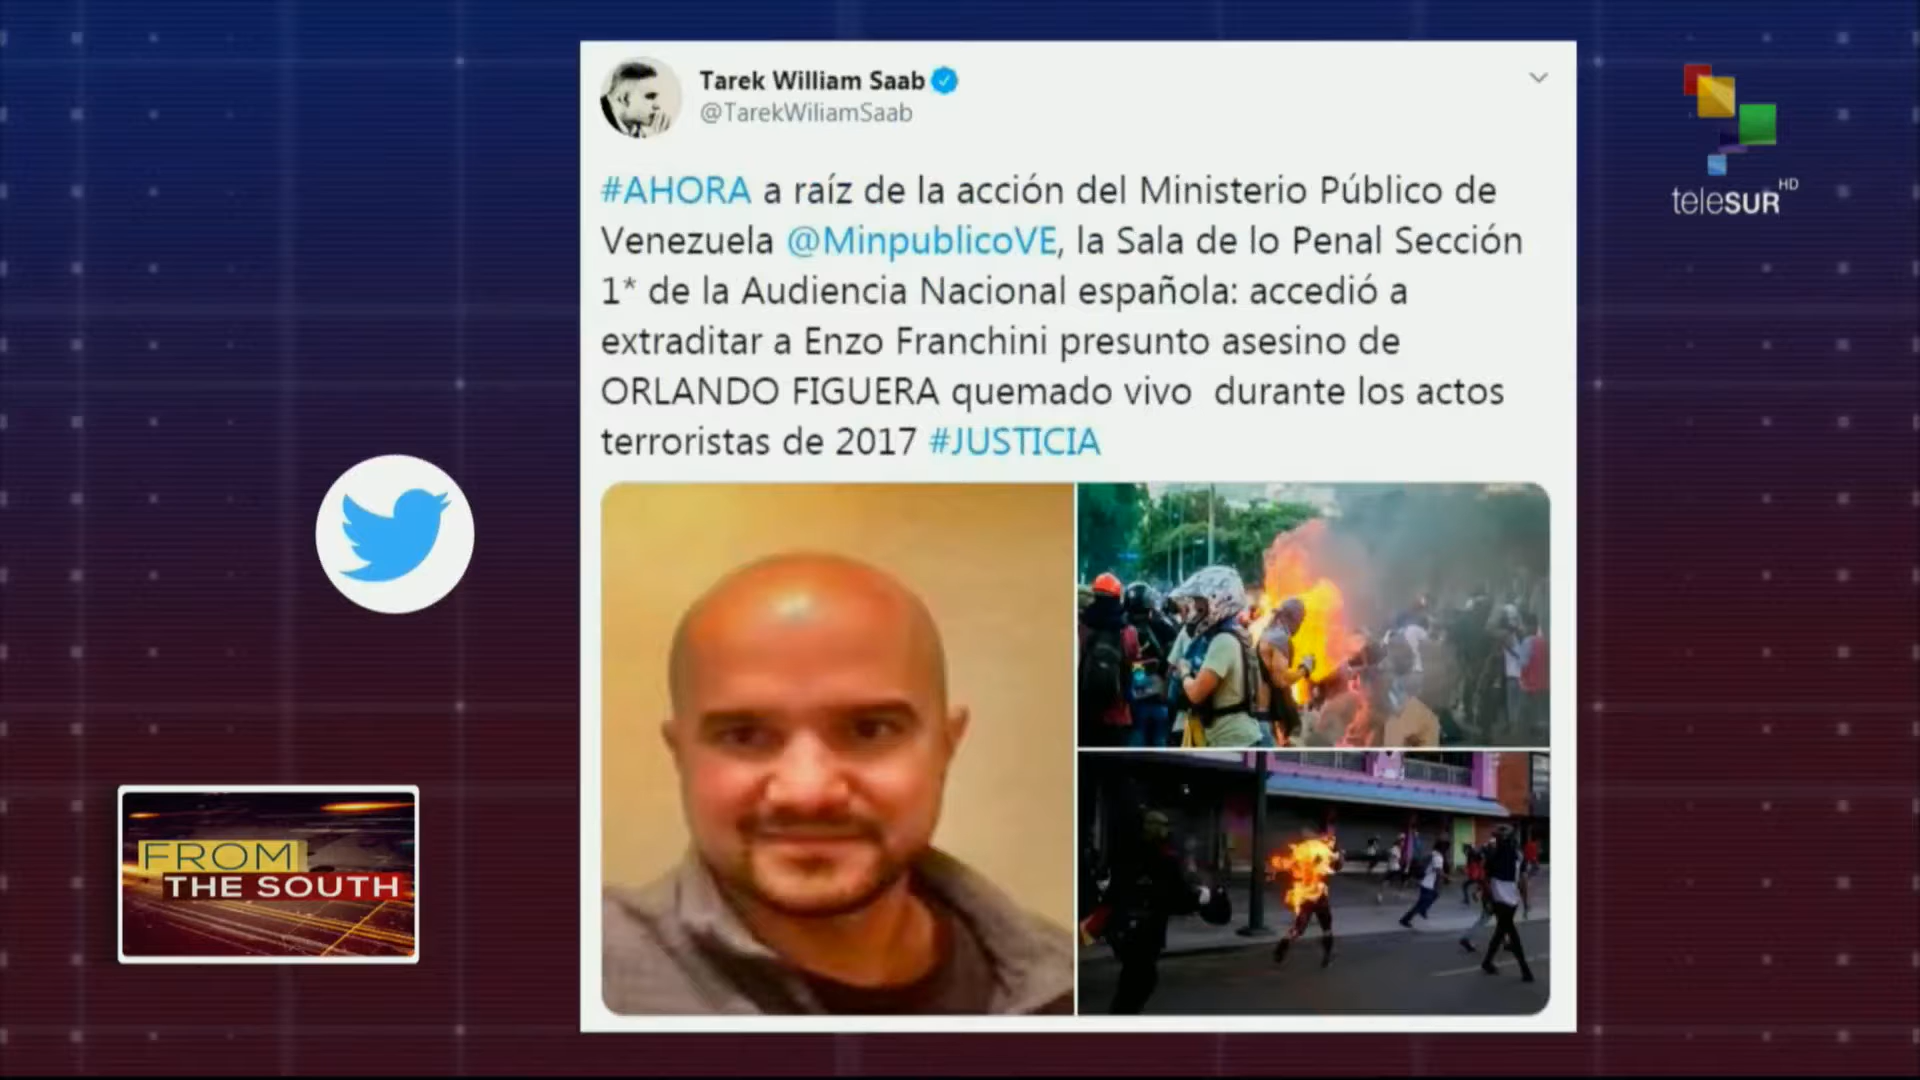 Tarek William Saab
@TarekWiliamSaab
#AHORA a raíz de la acción del Ministerio Público de
Venezuela @MinpublicoVE, la Sala de lo Penal Sección
1* de la Audiencia Nacional española: accedió a
extraditar a Enzo Franchini presunto asesino de
ORLANDO FIGUERA quemado vivo durante los actos
terroristas de 2017 #JUSTICIA
teleSUR HD
FROM
THE SOUTH